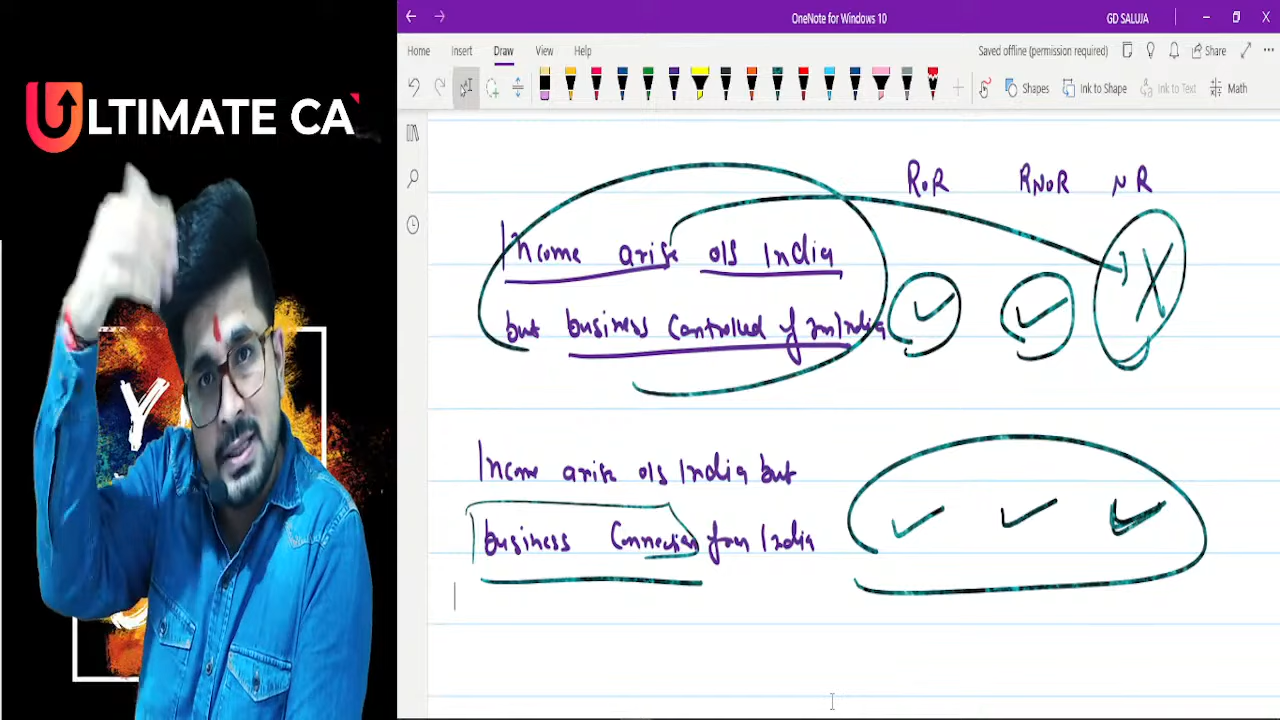 ULTIMATE CA
OneNote for Windows 10
GD SALUJA
Home Insert Draw View Help
Saved offline (permission required)
Share
Shapes
Ink to Shape
Ink to Text
Math
ROR RNOR NR
Income arise o/s India
but business Controlled f
Income arise o/s India but
business Connection from India